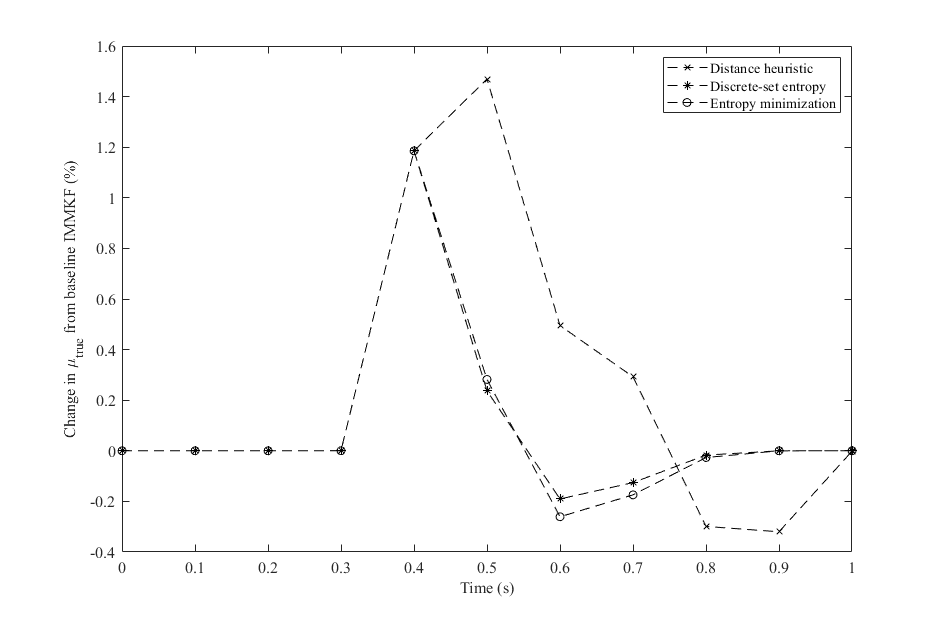 1.6
1.4
1.2
1
0.8
0.6
0.4
0.2
0
-0.2
-0.4
Change in μtrue from baseline IMMKF (%)
Distance heuristic
Discrete-set entropy
Entropy minimization
0 0.1 0.2 0.3 0.4 0.5 0.6 0.7 0.8 0.9 1
Time (s)